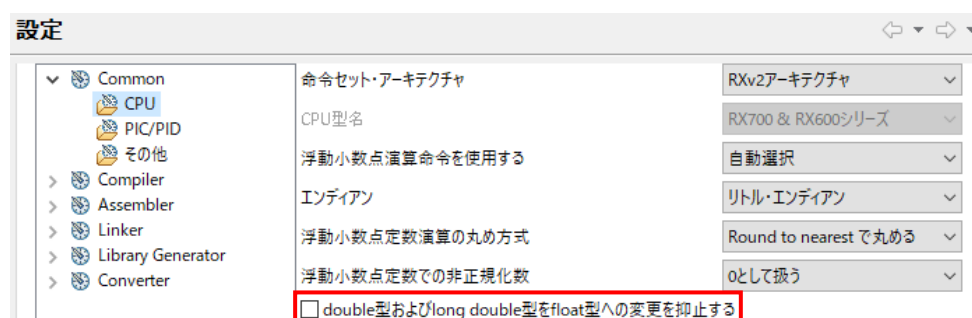 設定
Common
CPU
PIC/PID
その他
Compiler
Assembler
Linker
Library Generator
Converter
命令セット・アーキテクチャ RXv2アーキテクチャ
CPU型名 RX700 & RX600シリーズ
浮動小数点演算命令を使用する 自動選択
エンディアン リトル・エンディアン
浮動小数点定数演算の丸め方式 Round to nearest で丸める
浮動小数点定数での非正規化数 0として扱う
double型およびlong double型をfloat型への変更を抑止する